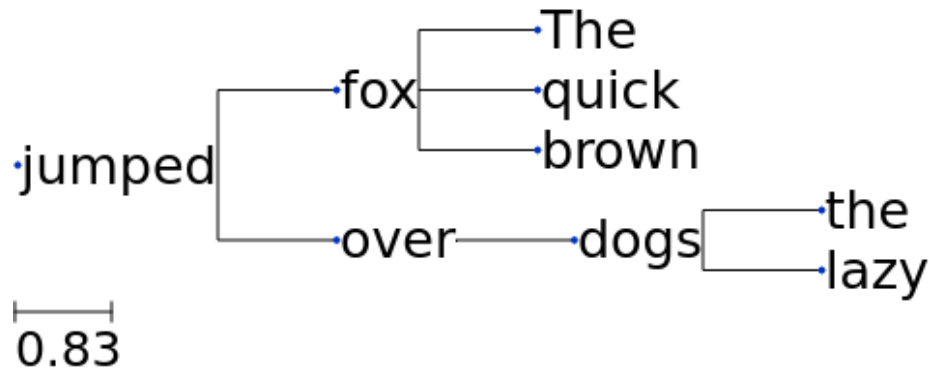 The
fox quick
brown
jumped
the
over dogs
lazy
0.83